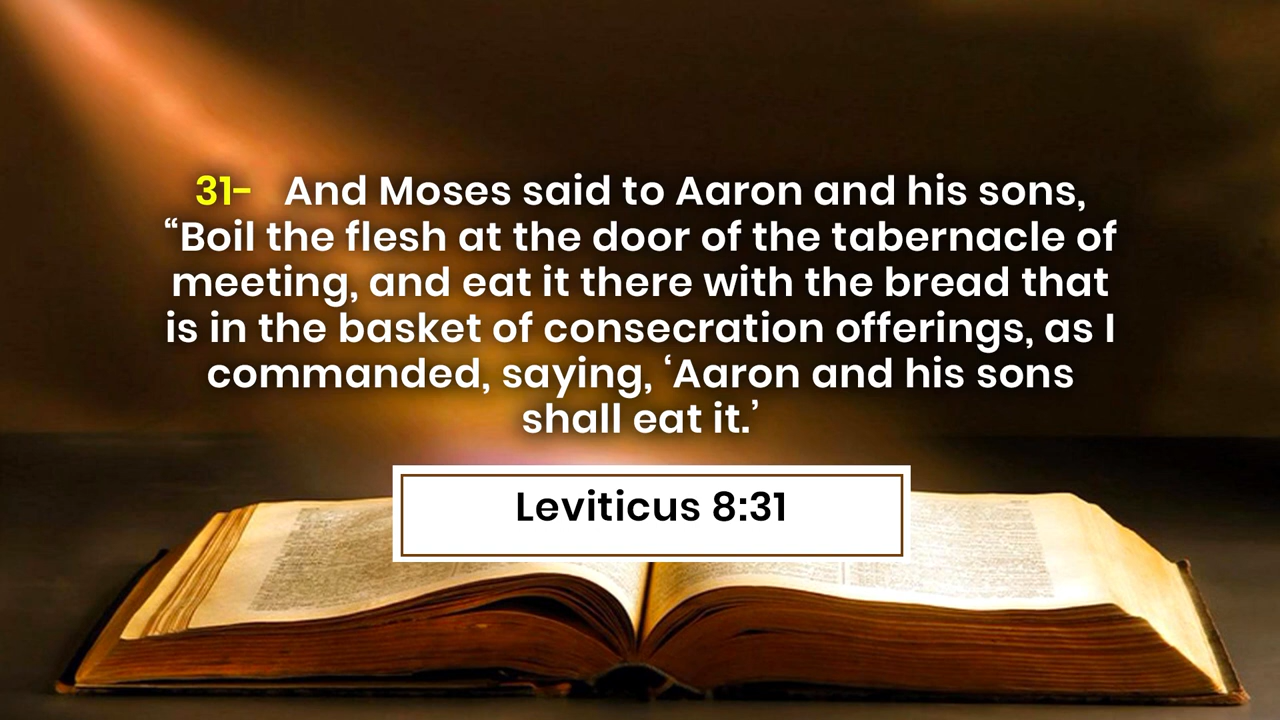 31- And Moses said to Aaron and his sons,
“Boil the flesh at the door of the tabernacle of
meeting, and eat it there with the bread that
is in the basket of consecration offerings, as I
commanded, saying, ‘Aaron and his sons
shall eat it.’
Leviticus 8:31